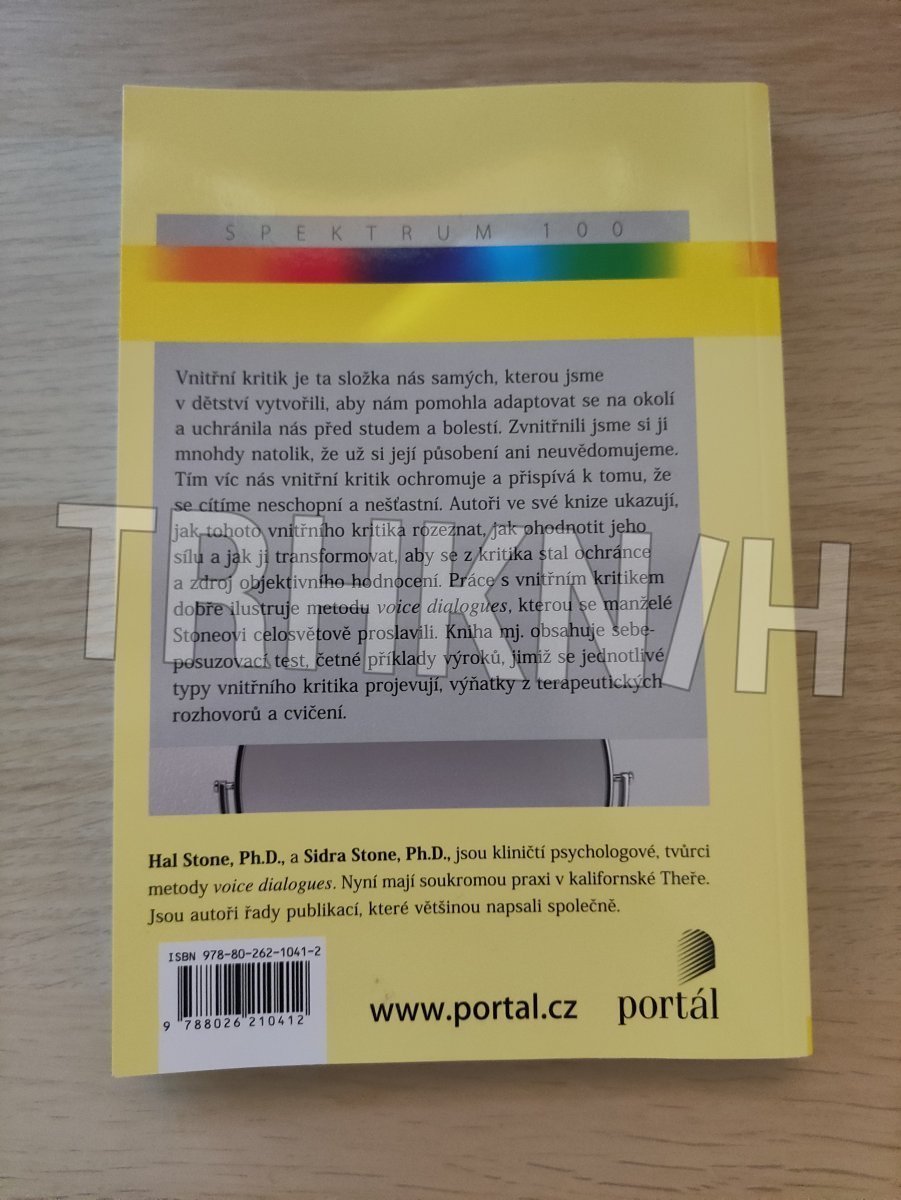 SPEKTRUM 100
Vnitřní kritik je ta složka nás samých, kterou jsme
v dětství vytvořili, aby nám pomohla adaptovat se na okolí
a uchránila nás před studem a bolestí. Zvnitřnili jsme si ji
mnohdy natolik, že už si její působení ani neuvědomujeme.
Tím víc nás vnitřní kritik ochromuje a přispívá k tomu, že
se cítíme neschopní a nešťastní. Autoři ve své knize ukazují,
jak tohoto vnitřního kritika rozeznat, jak ohodnotit jeho
sílu a jak ji transformovat, aby se z kritika stal ochránce
a zdroj objektivního hodnocení. Práce s vnitřním kritikem
dobře ilustruje metodu voice dialogues, kterou se manželé
Stoneovi celosvětově proslavili. Kniha mj. obsahuje sebe-
posuzovací test, četné příklady výroků, jimiž se jednotlivé
typy vnitřního kritika projevují, výňatky z terapeutických
rozhovorů a cvičení.
TRHKNIH
Hal Stone, Ph.D., a Sidra Stone, Ph.D., jsou kliničtí psychologové, tvůrci
metody voice dialogues. Nyní mají soukromou praxi v kalifornské Theře.
Jsou autoři řady publikací, které většinou napsali společně.
ISBN 978-80-262-1041-2
9 788026 210412
www.portal.cz
portál